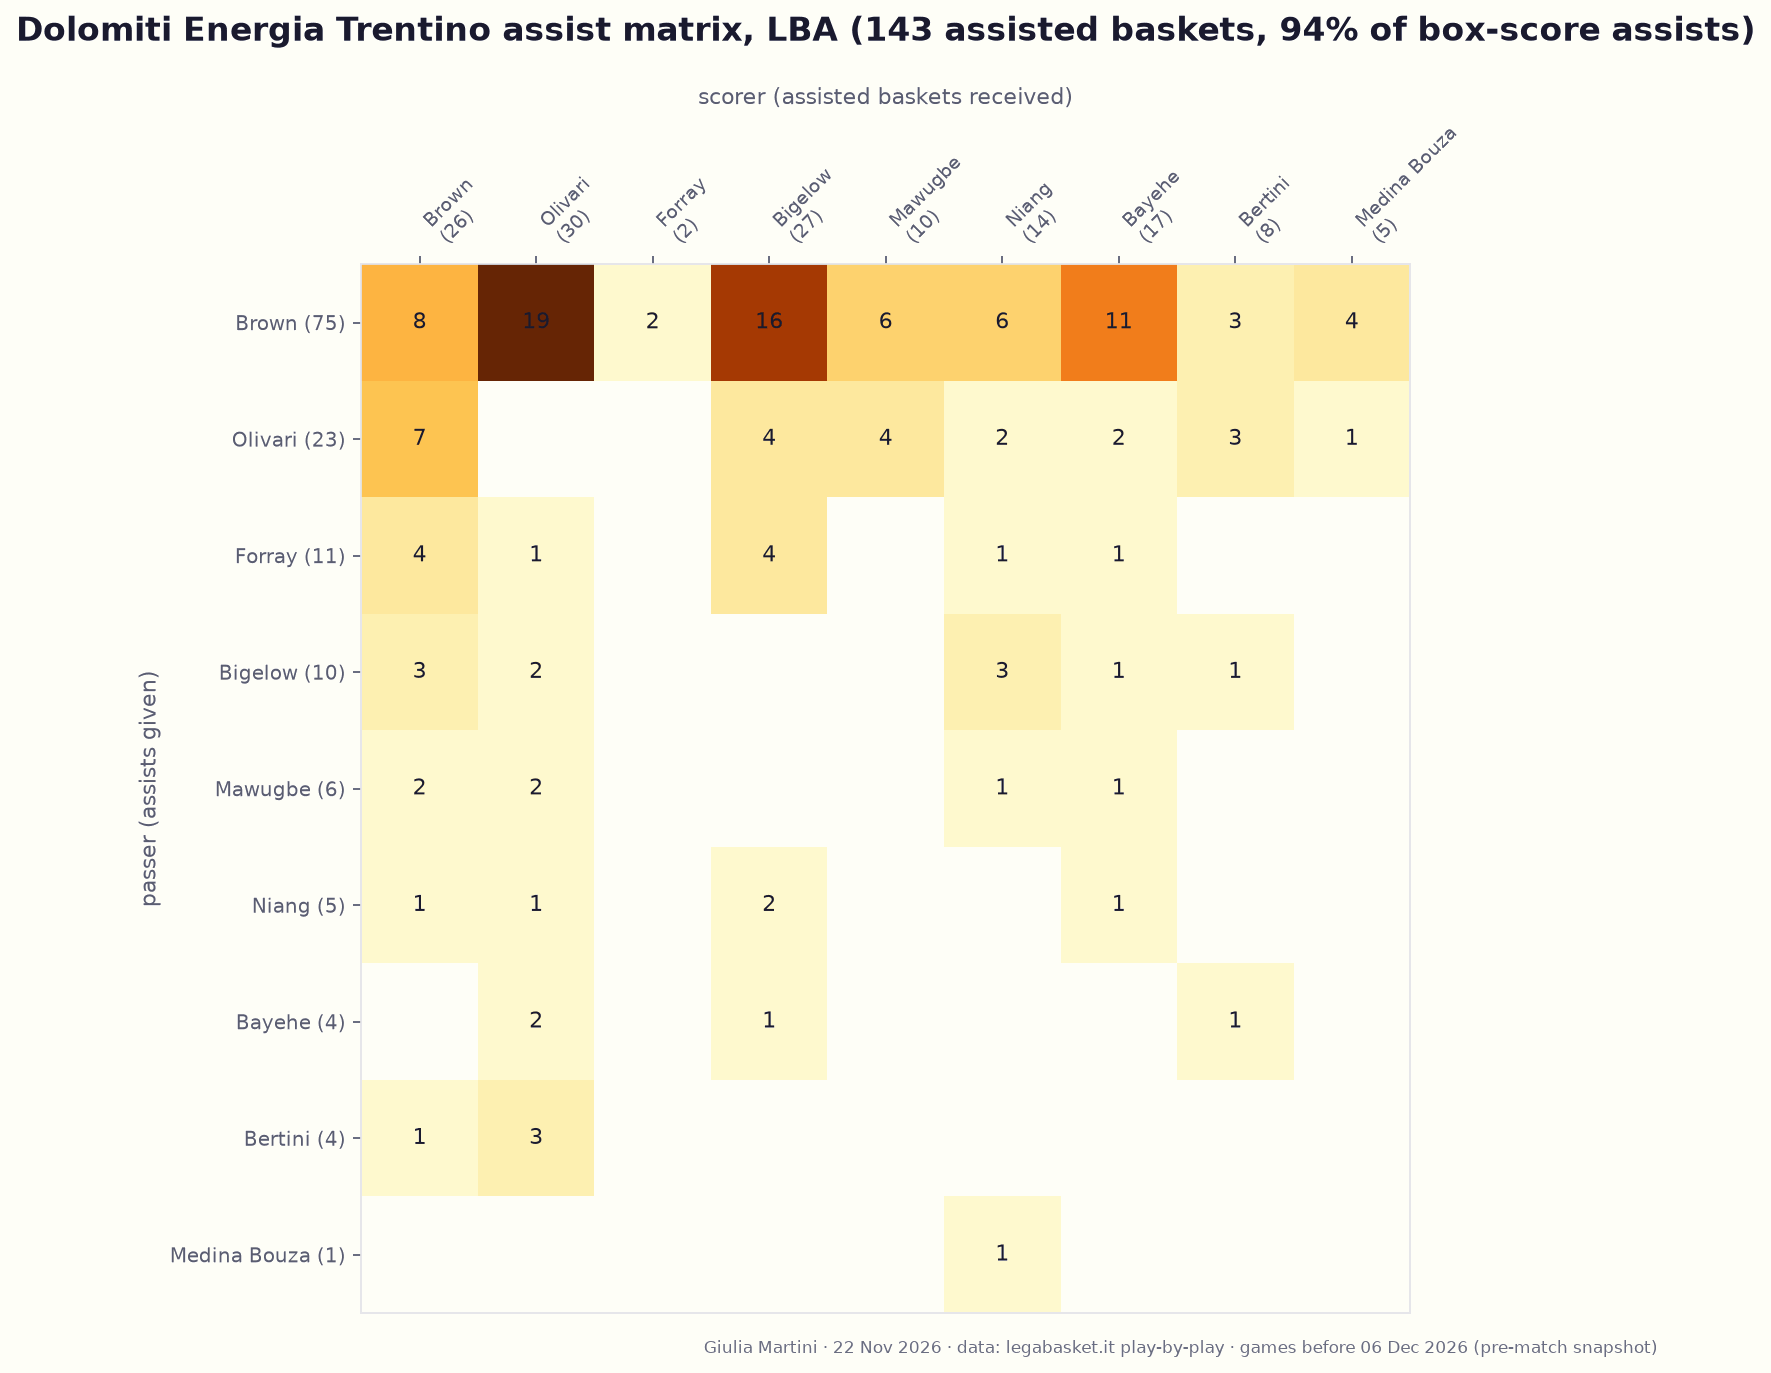 Dolomiti Energia Trentino assist matrix, LBA (143 assisted baskets, 94% of box-score assists)
scorer (assisted baskets received)
Brown
(26)
Olivari
(30)
Forray
(2)
Bigelow
(27)
Mawugbe
(10)
Niang
(14)
Bayehe
(17)
Bertini
(8)
Medina Bouza
(5)
passer (assists given)
Brown (75) 8 19 2 16 6 6 11 3 4
Olivari (23) 7 4 4 2 2 3 1
Forray (11) 4 1 4 1 1
Bigelow (10) 3 2 3 1 1
Mawugbe (6) 2 2 1 1
Niang (5) 1 1 2 1
Bayehe (4) 2 1 1
Bertini (4) 1 3
Medina Bouza (1) 1
Giulia Martini · 22 Nov 2026 · data: legabasket.it play-by-play · games before 06 Dec 2026 (pre-match snapshot)